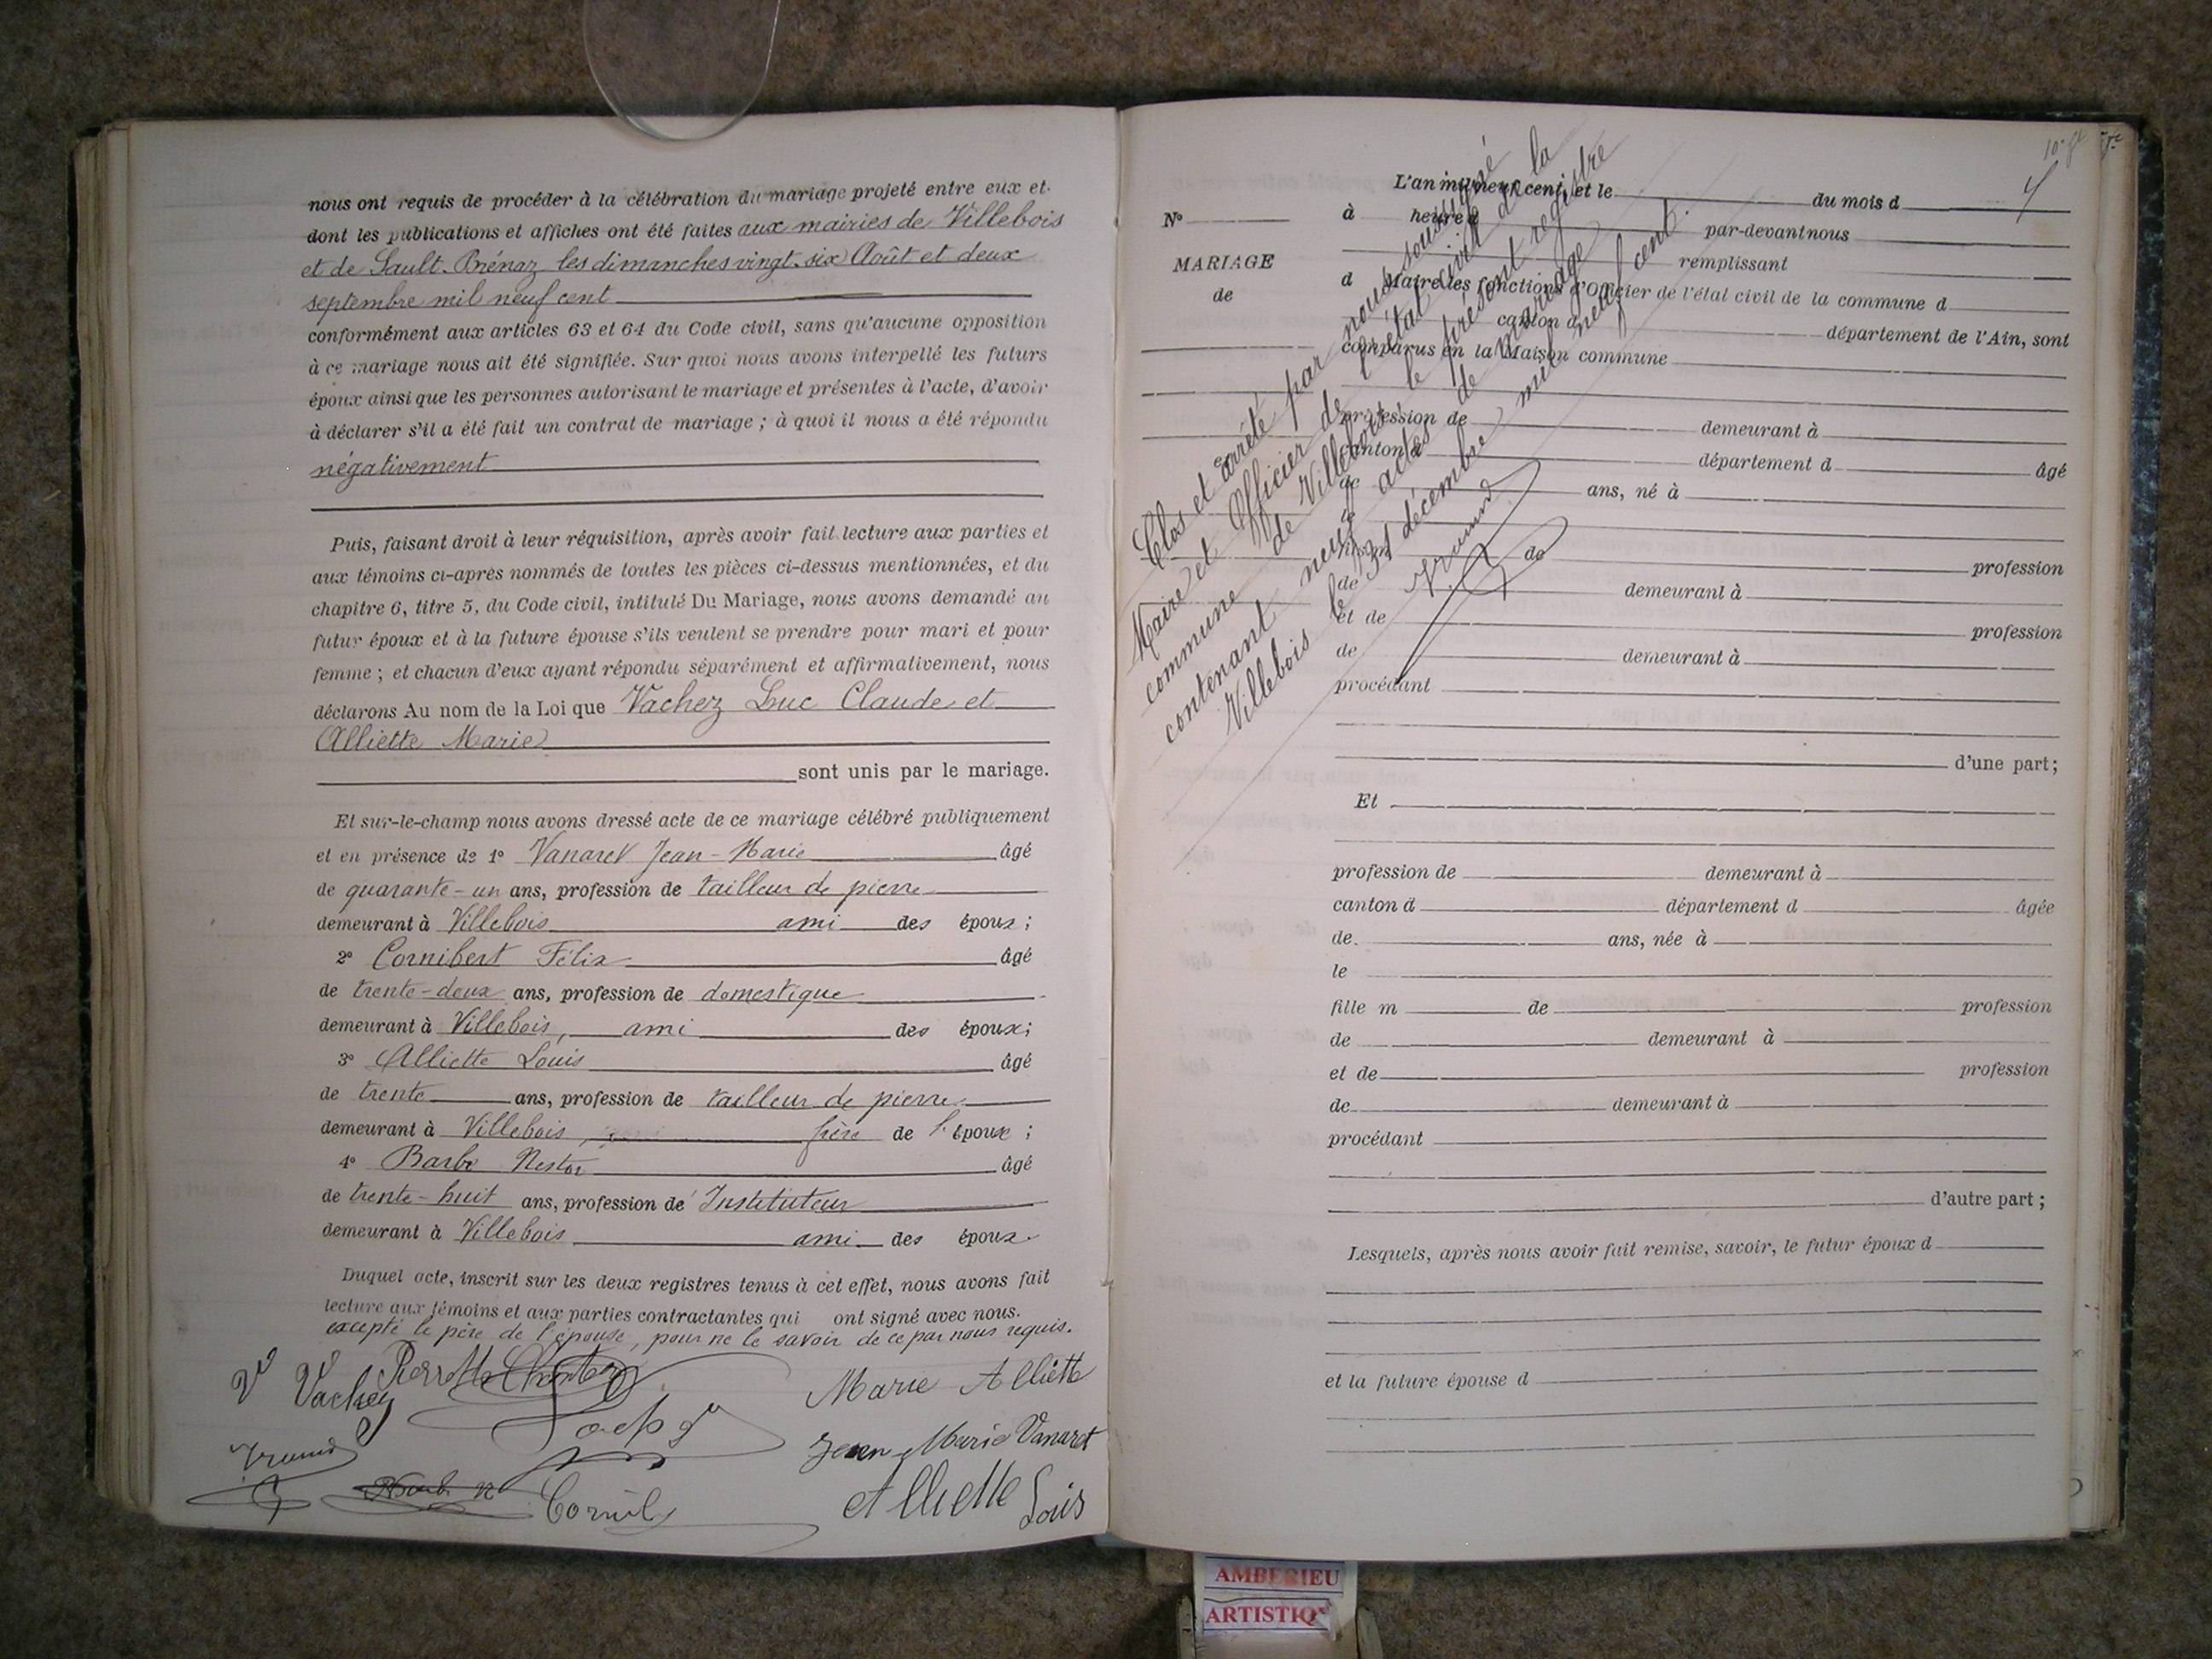 nous ont requis de procéder à la célébration du mariage projeté entre eux et
dont les publications et affiches ont été faites aux mairies de Villebois
et de Sault-Brénaz les dimanches vingt-six Août et deux
septembre mil neuf cent
conformément aux articles 63 et 64 du Code civil, sans qu'aucune opposition
à ce mariage nous ait été signifiée. Sur quoi nous avons interpellé les futurs
époux ainsi que les personnes autorisant le mariage et présentes à l'acte, d'avoir
à déclarer s'il a été fait un contrat de mariage ; à quoi il nous a été répondu
négativement
Puis, faisant droit à leur réquisition, après avoir fait lecture aux parties et
aux témoins ci-après nommés de toutes les pièces ci-dessus mentionnées, et du
chapitre 6, titre 5, du Code civil, intitulé Du Mariage, nous avons demandé au
futur époux et à la future épouse s'ils veulent se prendre pour mari et pour
femme ; et chacun d'eux ayant répondu séparément et affirmativement, nous
déclarons Au nom de la Loi que Vachez Luc Claude et
Alliette Marie
sont unis par le mariage.
Et sur-le-champ nous avons dressé acte de ce mariage célébré publiquement
et en présence de 1° Vanaret Jean-Marie âgé
de quarante-un ans, profession de tailleur de pierre
demeurant à Villebois ami des époux ;
2° Cornibert Félix âgé
de trente-deux ans, profession de domestique
demeurant à Villebois, ami des époux ;
3° Alliette Louis âgé
de trente ans, profession de tailleur de pierre
demeurant à Villebois, frère de l'épouse ;
4° Barbe Nestor âgé
de trente-huit ans, profession de Instituteur
demeurant à Villebois ami des époux
Duquel acte, inscrit sur les deux registres tenus à cet effet, nous avons fait
lecture aux témoins et aux parties contractantes qui ont signé avec nous.
excepté le père de l'épouse, pour ne le savoir de ce par nous requis.
Vachez
Marie Alliette
Jean Marie Vanaret
Alliette Louis
N°
MARIAGE
de
L'an mil neuf cent, et le du mois d
à heure d par-devant nous
remplissant
d Maire les fonctions d'Officier de l'état civil de la commune d
canton d département de l'Ain, sont
comparus en la Maison commune
profession de demeurant à
canton d département d âgé
de ans, né à
le
de profession
de demeurant à
et de profession
de demeurant à
procédant
d'une part ;
Et
profession de demeurant à
canton d département d âgée
de ans, née à
le
fille m de profession
de demeurant à
et de profession
de demeurant à
procédant
d'autre part ;
Lesquels, après nous avoir fait remise, savoir, le futur époux d
et la future épouse d
Clos et arrêté par nous soussigné
Maire et Officier de l'état civil de la
commune de Villebois, le présent registre
contenant neuf actes de mariage
Villebois le 31 décembre mil neuf cent.
AMBERIEU
ARTISTIQ